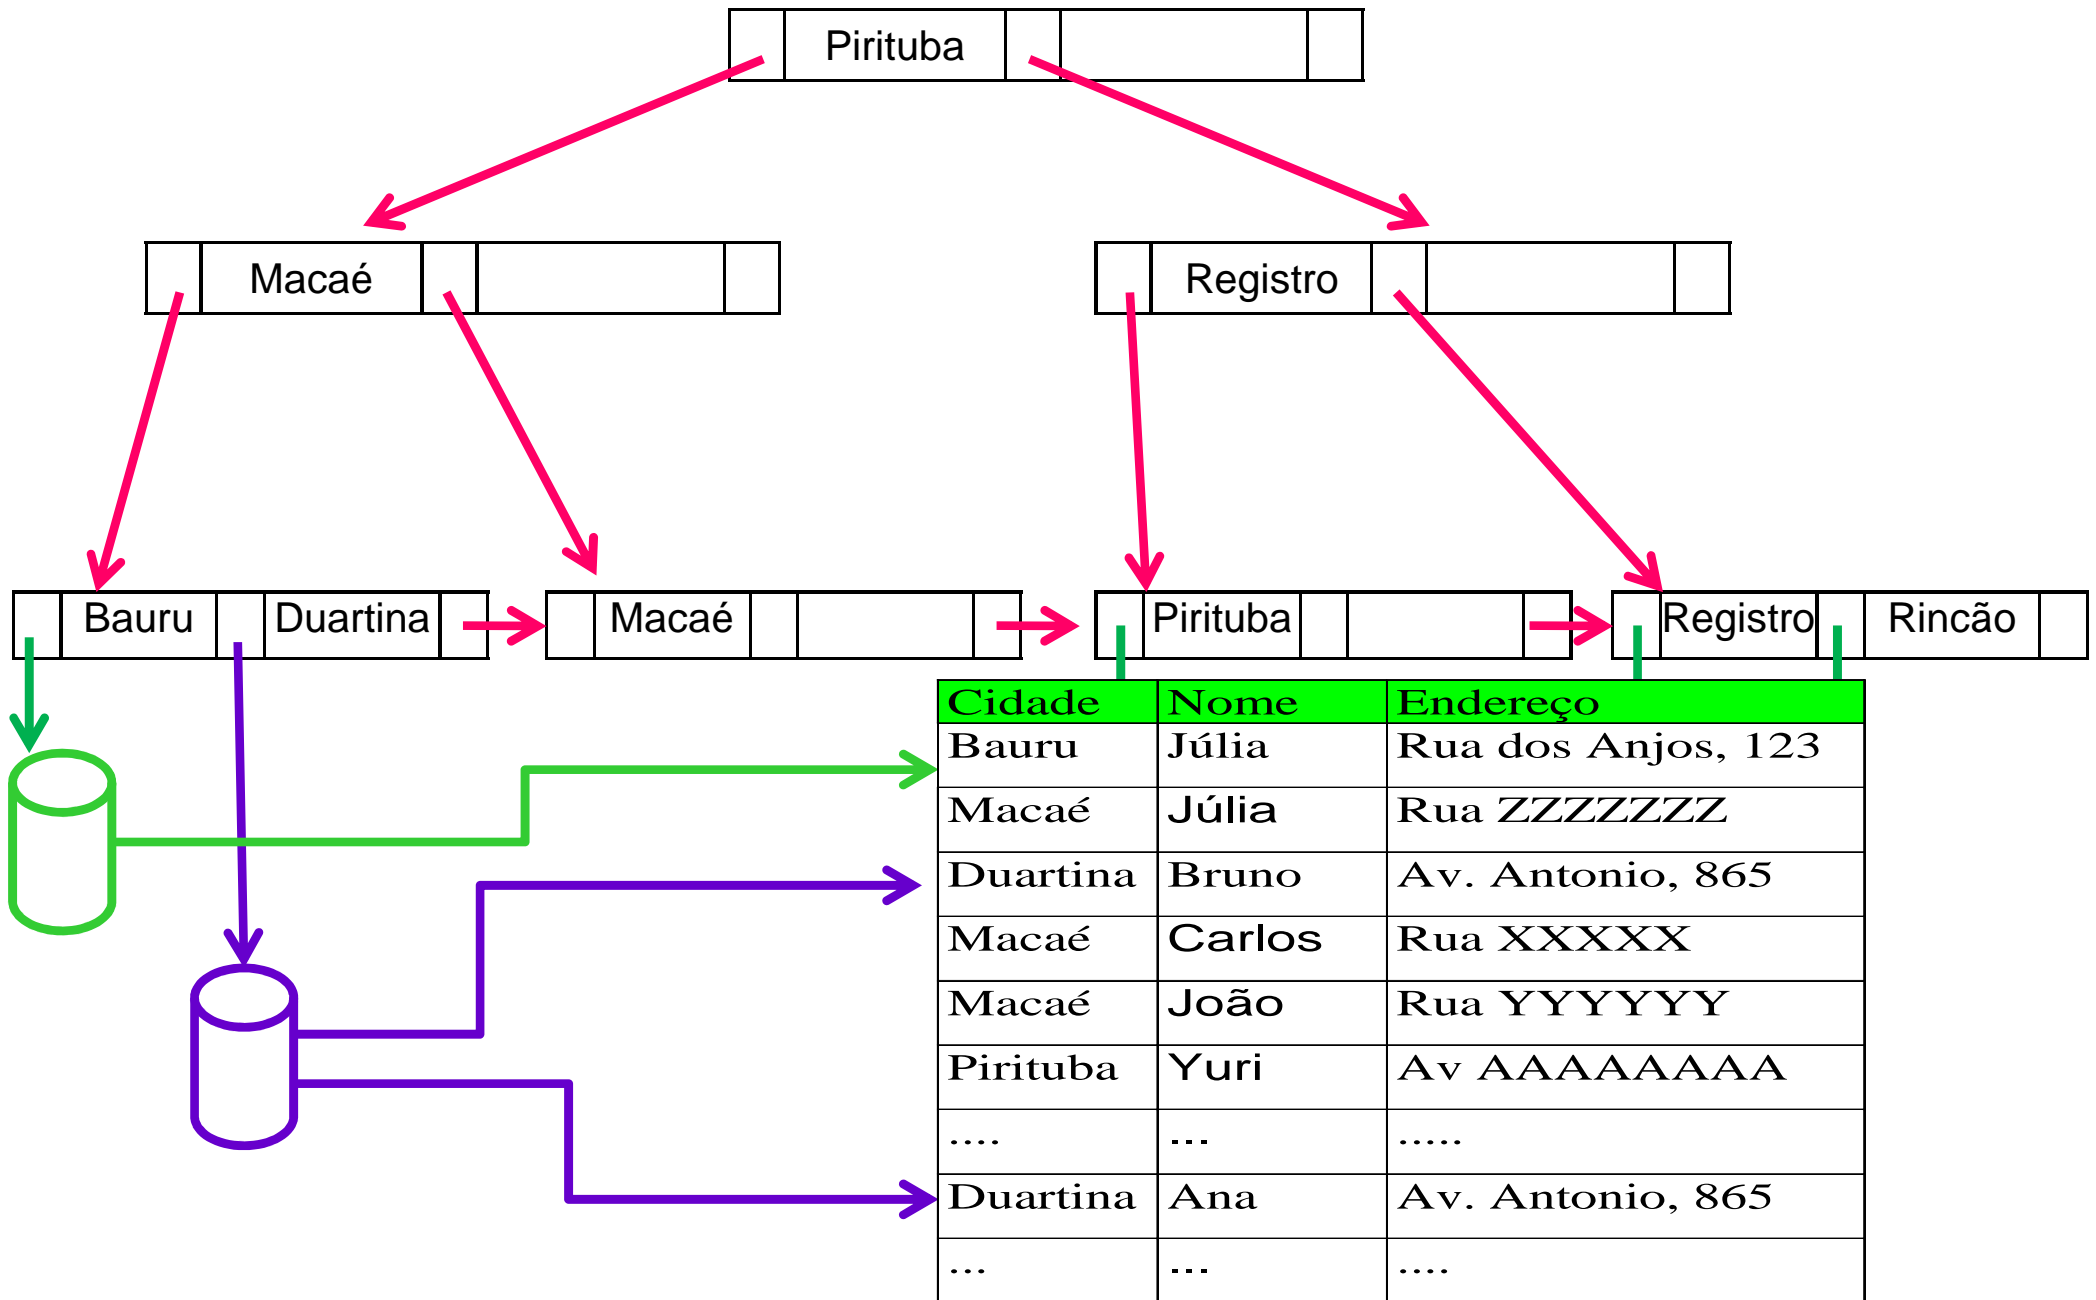 Pirituba
Macaé
Registro
Bauru Duartina Macaé Pirituba Registro Rincão
Cidade Nome Endereço
Bauru Júlia Rua dos Anjos, 123
Macaé Júlia Rua ZZZZZZZ
Duartina Bruno Av. Antonio, 865
Macaé Carlos Rua XXXXX
Macaé João Rua YYYYYY
Pirituba Yuri Av AAAAAAAA
.... ... .....
Duartina Ana Av. Antonio, 865
... ... ....